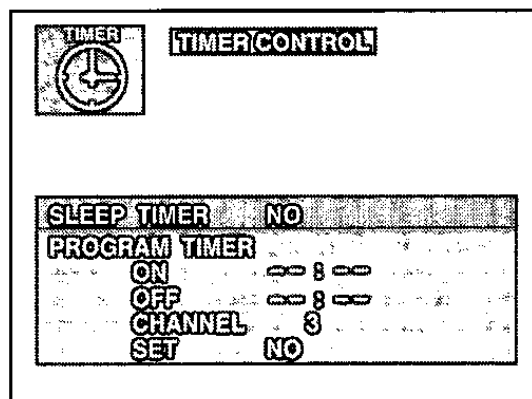 TIMER
TIMER CONTROL
SLEEP TIMER NO
PROGRAM TIMER
ON -- : --
OFF -- : --
CHANNEL 3
SET NO